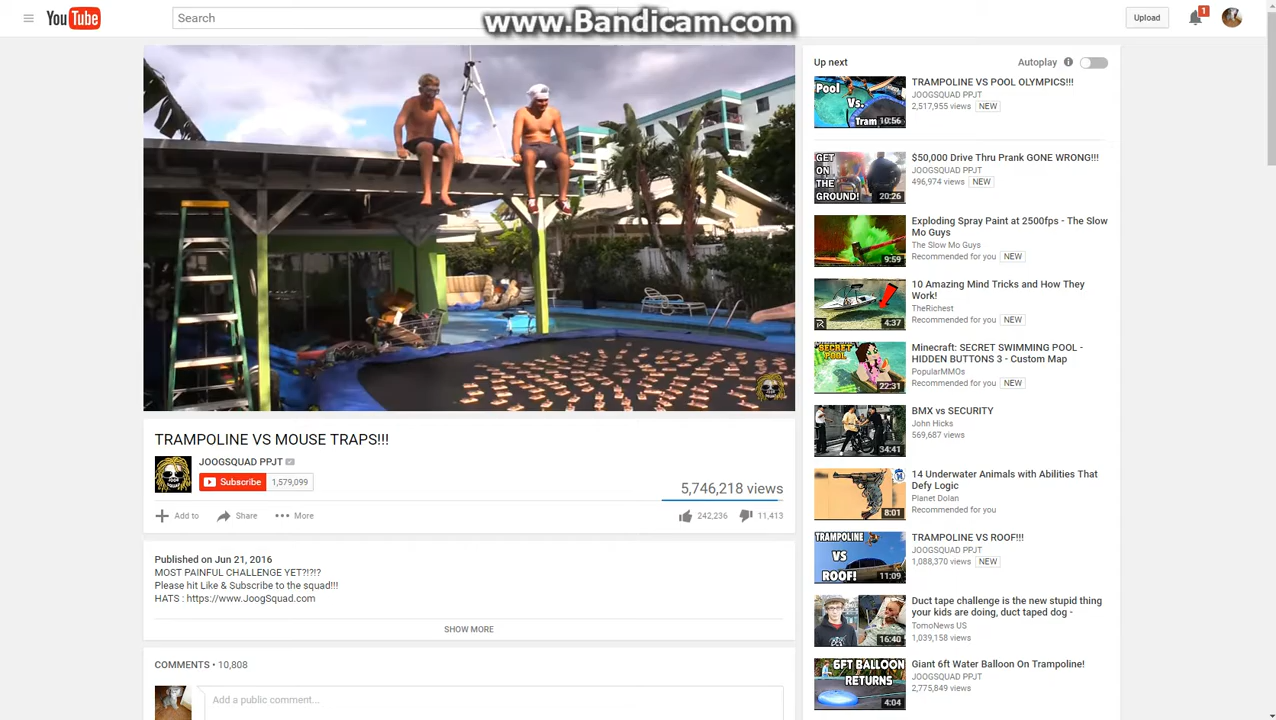 YouTube
Search
www.Bandicam.com
Upload
1
TRAMPOLINE VS MOUSE TRAPS!!!
JOOGSQUAD PPJT
Subscribe 1,579,099
5,746,218 views
Add to Share More
242,236 11,413
Published on Jun 21, 2016
MOST PAINFUL CHALLENGE YET?!?!?
Please hit Like & Subscribe to the squad!!!
HATS : https://www.JoogSquad.com
SHOW MORE
COMMENTS • 10,808
Add a public comment...
Up next
Autoplay
Pool
Vs.
Tram
10:56
TRAMPOLINE VS POOL OLYMPICS!!!
JOOGSQUAD PPJT
2,517,955 views NEW
GET
ON
THE
GROUND!
20:26
$50,000 Drive Thru Prank GONE WRONG!!!
JOOGSQUAD PPJT
496,974 views NEW
9:59
Exploding Spray Paint at 2500fps - The Slow
Mo Guys
The Slow Mo Guys
Recommended for you NEW
4:37
10 Amazing Mind Tricks and How They
Work!
TheRichest
Recommended for you NEW
SECRET
POOL
22:31
Minecraft: SECRET SWIMMING POOL -
HIDDEN BUTTONS 3 - Custom Map
PopularMMOs
Recommended for you NEW
34:41
BMX vs SECURITY
John Hicks
569,687 views
8:01
14 Underwater Animals with Abilities That
Defy Logic
Planet Dolan
Recommended for you
TRAMPOLINE
VS
ROOF!
11:09
TRAMPOLINE VS ROOF!!!
JOOGSQUAD PPJT
1,088,370 views NEW
16:40
Duct tape challenge is the new stupid thing
your kids are doing, duct taped dog -
TomoNews US
1,039,158 views
6FT BALLOON
RETURNS
4:04
Giant 6ft Water Balloon On Trampoline!
JOOGSQUAD PPJT
2,775,849 views